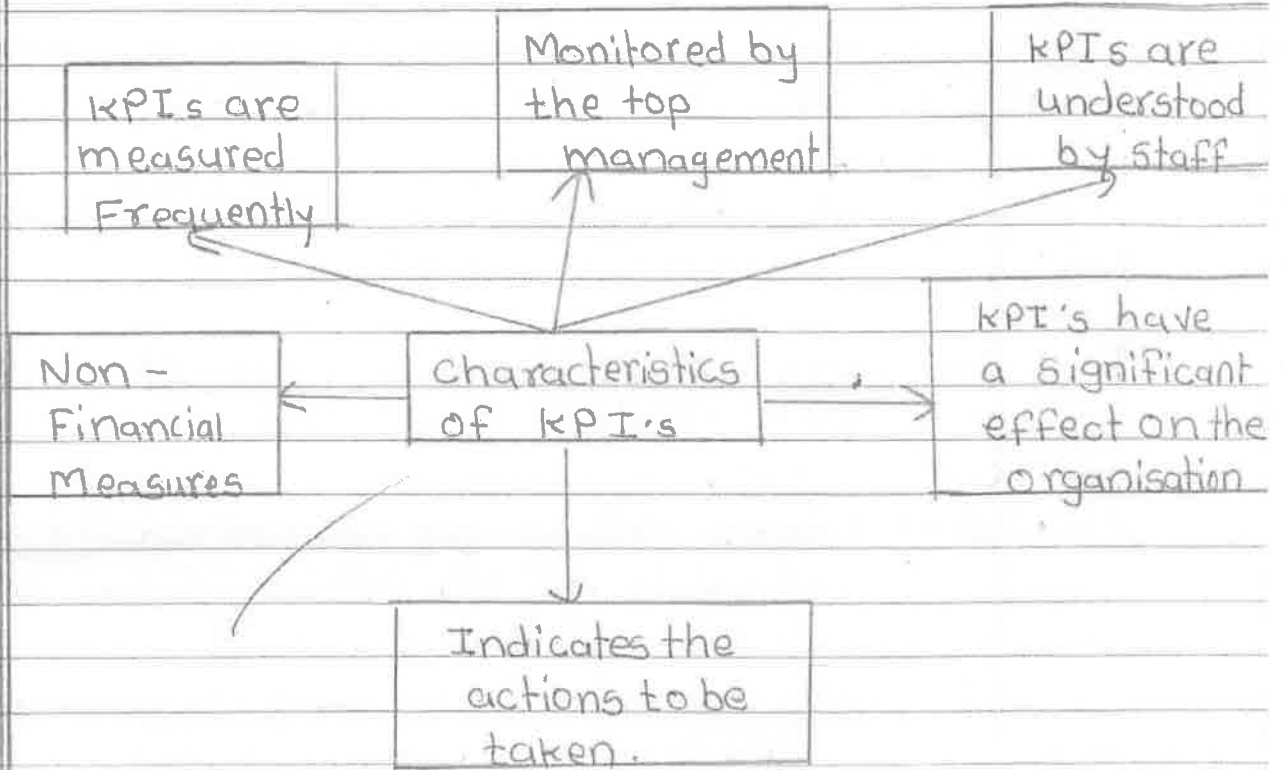 KPIs are
measured
Frequently
Monitored by
the top
management.
KPIs are
understood
by staff
Non-
Financial
Measures
Characteristics
of KPI's
KPI's have
a significant
effect on the
organisation
Indicates the
actions to be
taken.